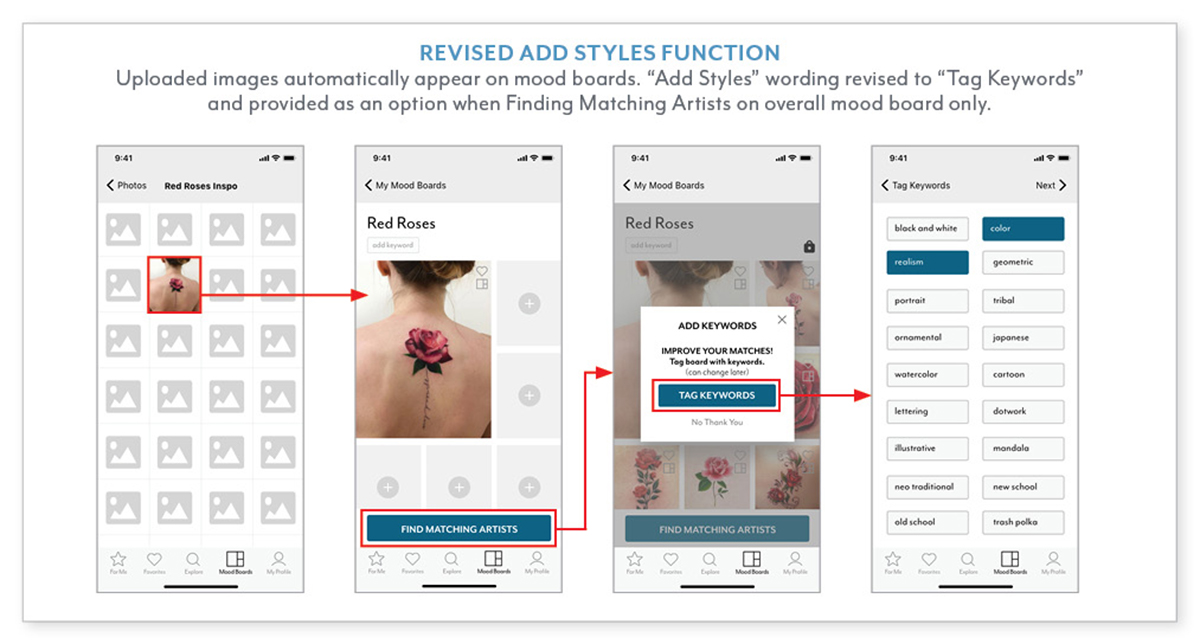 REVISED ADD STYLES FUNCTION
Uploaded images automatically appear on mood boards. “Add Styles” wording revised to “Tag Keywords”
and provided as an option when Finding Matching Artists on overall mood board only.
9:41
Photos
Red Roses Inspo
For Me
Favorites
Explore
Mood Boards
My Profile
9:41
My Mood Boards
Red Roses
add keyword
FIND MATCHING ARTISTS
For Me
Favorites
Explore
Mood Boards
My Profile
9:41
My Mood Boards
Red Roses
add keyword
ADD KEYWORDS
IMPROVE YOUR MATCHES!
Tag board with keywords.
(can change later)
TAG KEYWORDS
No Thank You
FIND MATCHING ARTISTS
For Me
Favorites
Explore
Mood Boards
My Profile
9:41
Tag Keywords
Next
black and white
color
realism
geometric
portrait
tribal
ornamental
japanese
watercolor
cartoon
lettering
dotwork
illustrative
mandala
neo traditional
new school
old school
trash polka
For Me
Favorites
Explore
Mood Boards
My Profile